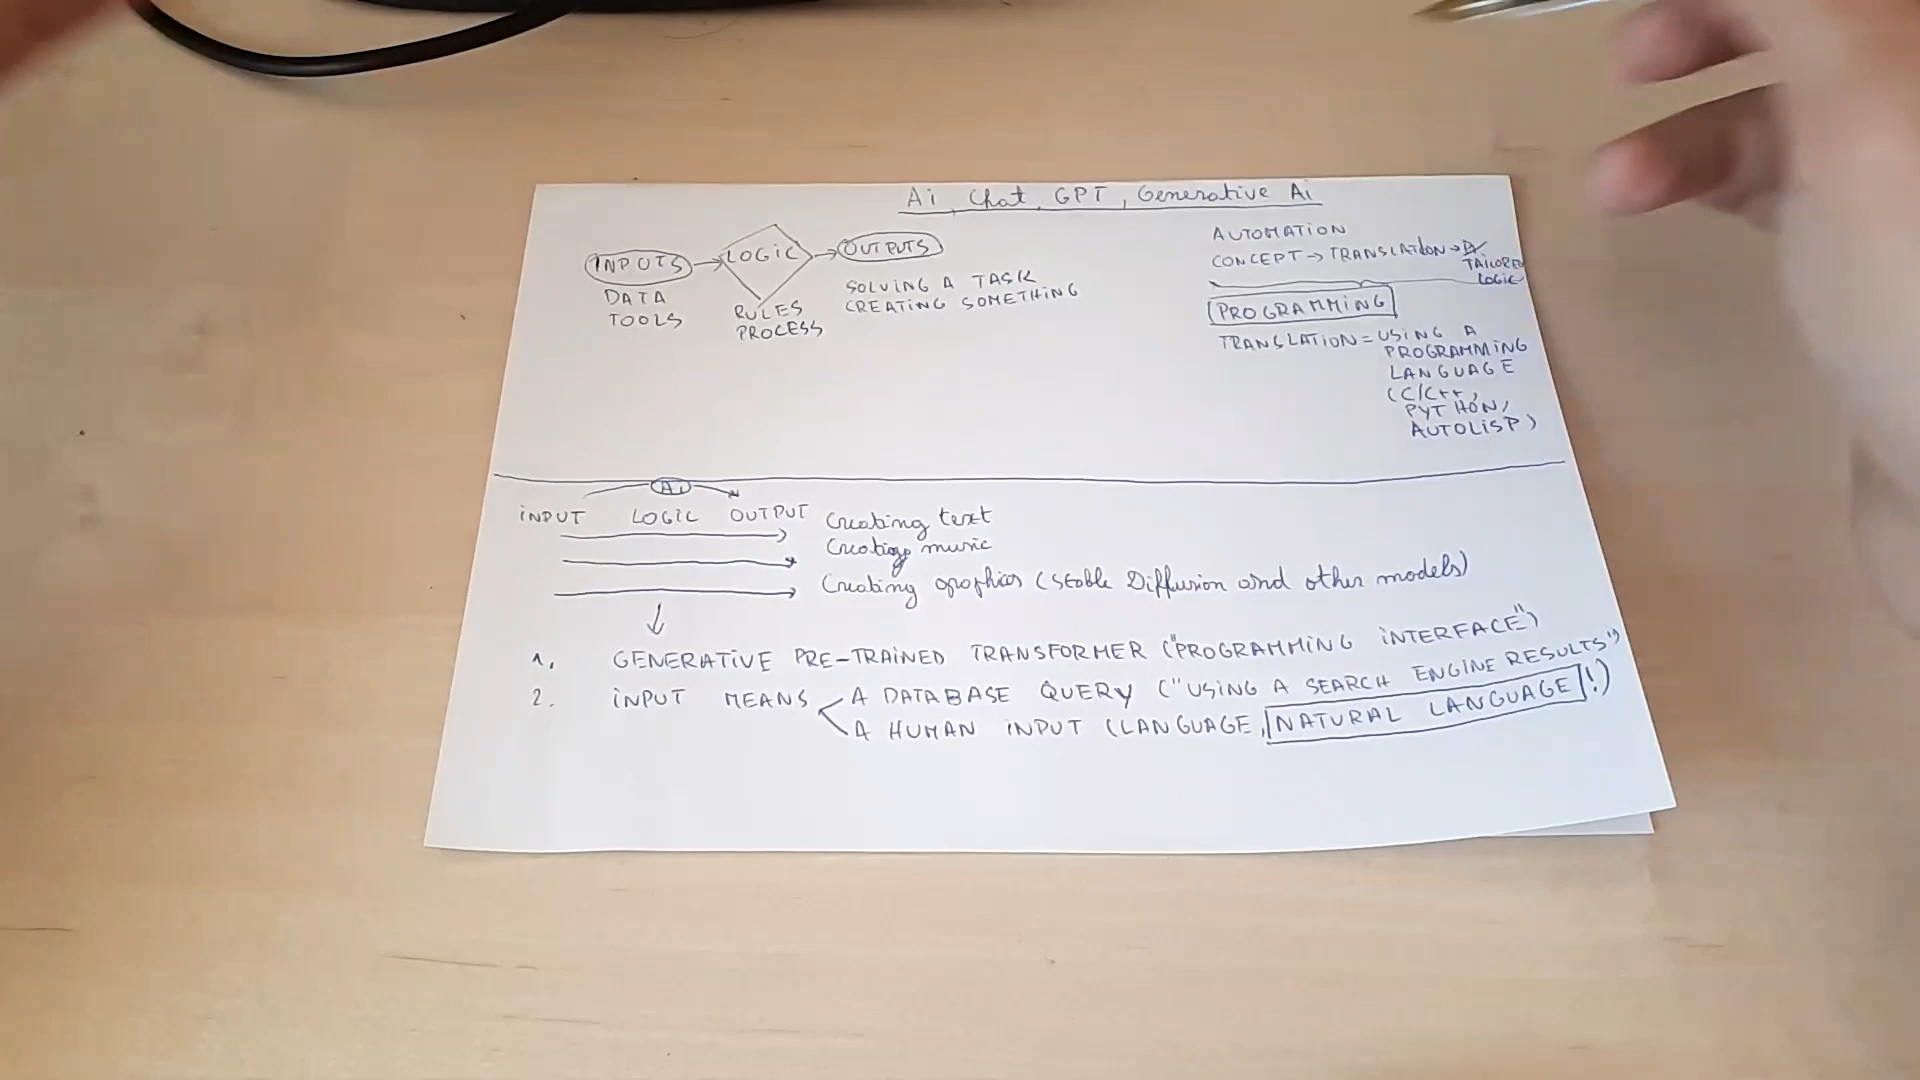 Ai, Chat, GPT, Generative Ai
INPUTS → LOGIC → OUTPUTS
DATA
TOOLS
RULES
PROCESS
SOLVING A TASK
CREATING SOMETHING
AUTOMATION
CONCEPT → TRANSLATION →
TAILORED
LOGIC
PROGRAMMING
TRANSLATION = USING A
PROGRAMMING
LANGUAGE
(C/C++,
PYTHON,
AUTOLISP)
Ai
INPUT LOGIC OUTPUT Creating text
Creating music
Creating graphics (Stable Diffusion and other models)
1. GENERATIVE PRE-TRAINED TRANSFORMER ("PROGRAMMING INTERFACE")
2. INPUT MEANS A DATABASE QUERY ("USING A SEARCH ENGINE RESULTS")
A HUMAN INPUT (LANGUAGE, NATURAL LANGUAGE!)